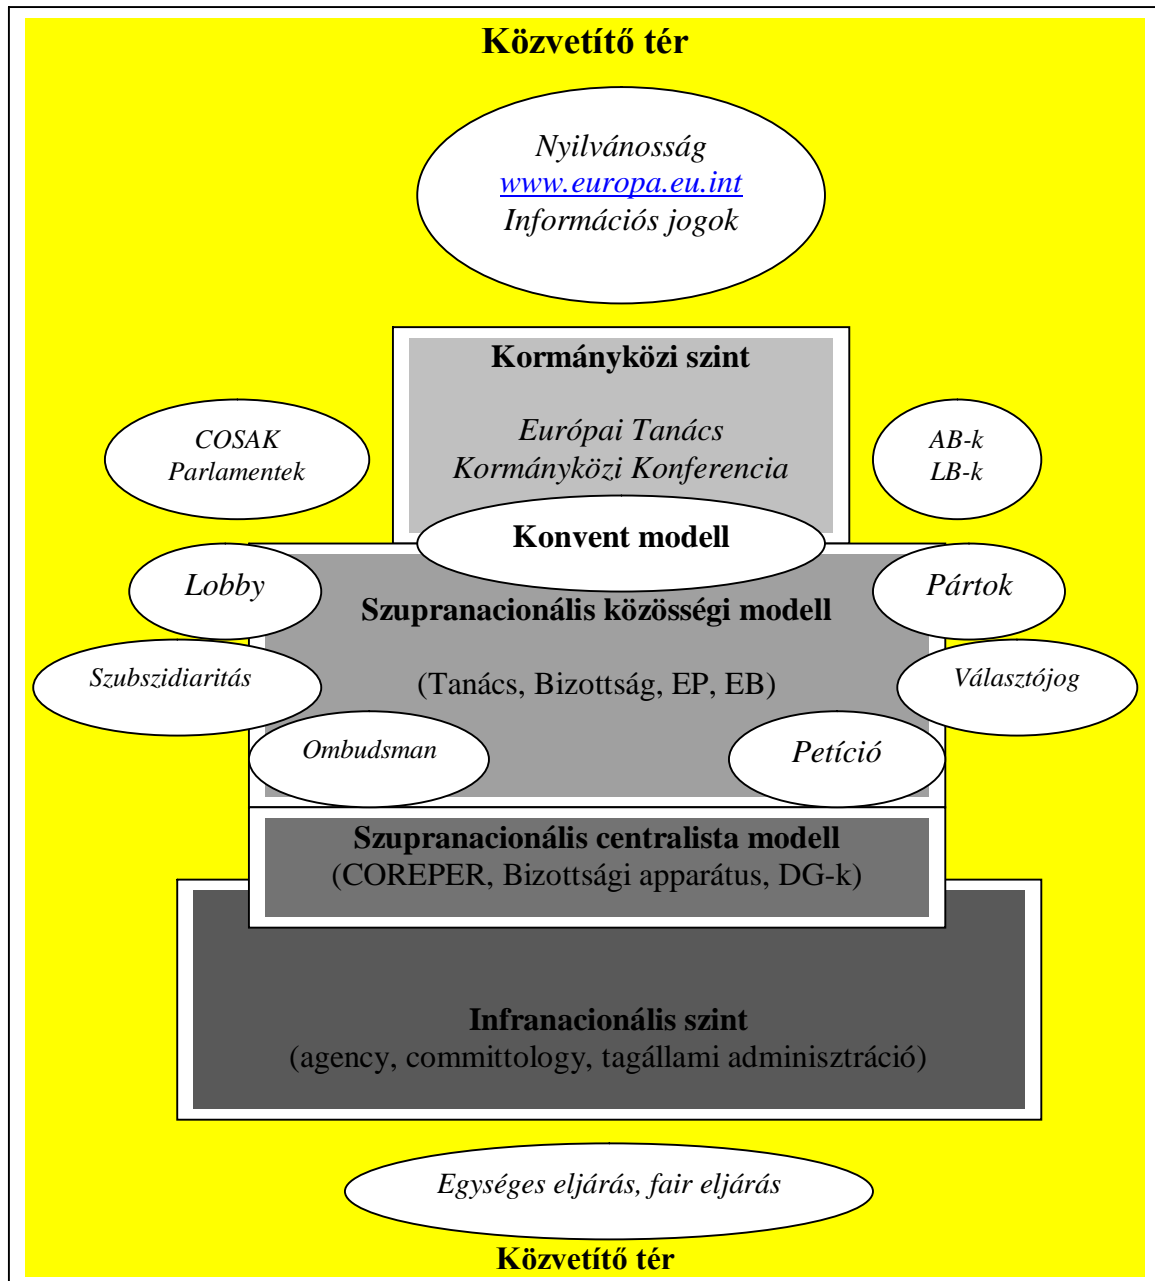 Közvetítő tér
Nyilvánosság
www.europa.eu.int
Információs jogok
Kormányközi szint
Európai Tanács
Kormányközi Konferencia
COSAK
Parlamentek
AB-k
LB-k
Konvent modell
Lobby
Pártok
Szupranacionális közösségi modell
Szubszidiaritás
(Tanács, Bizottság, EP, EB)
Választójog
Ombudsman
Petíció
Szupranacionális centralista modell
(COREPER, Bizottsági apparátus, DG-k)
Infranacionális szint
(agency, committology, tagállami adminisztráció)
Egységes eljárás, fair eljárás
Közvetítő tér